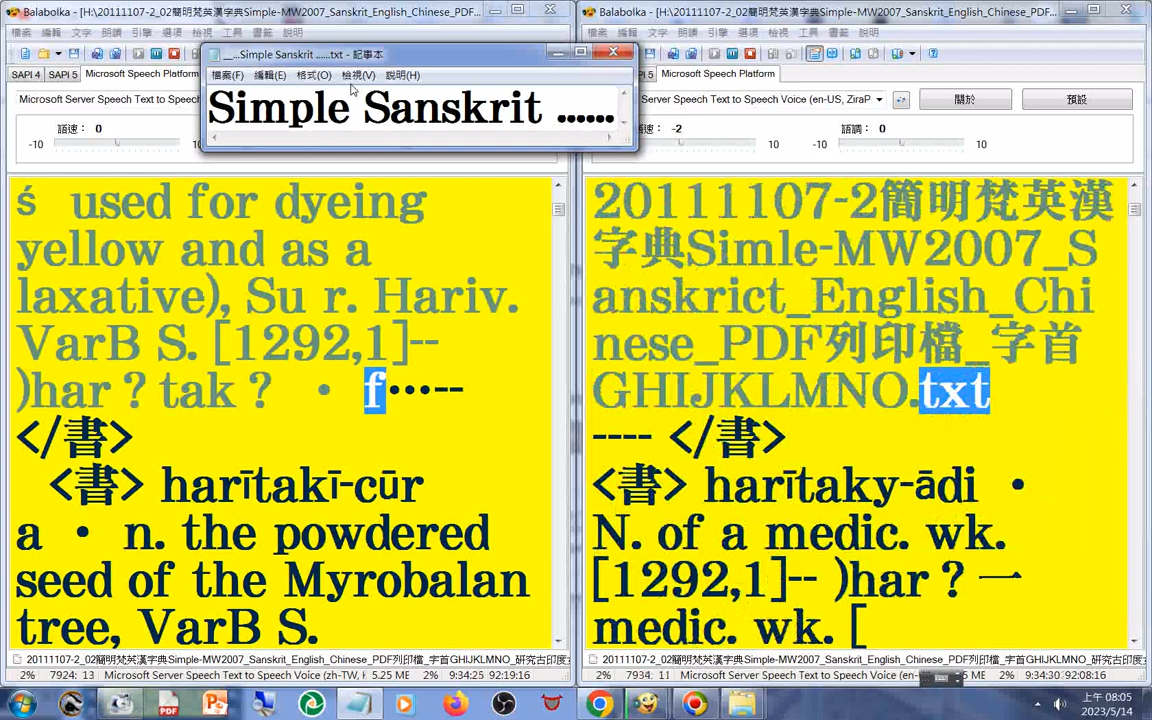 Balabolka - [H:\20111107-2_02簡明梵英漢字典Simple-MW2007_Sanskrit_English_Chinese_PDF...
Balabolka - [H:\20111107-2_02簡明梵英漢字典Simple-MW2007_Sanskrit_English_Chinese_PDF...
檔案 編輯 文字 朗讀 引擎 選項 檢視 工具 書籤 說明
檔案 編輯 文字 朗讀 引擎 選項 檢視 工具 書籤 說明
__...Simple Sanskrit ......txt - 記事本
檔案(F) 編輯(E) 格式(O) 檢視(V) 說明(H)
Simple Sanskrit ......
SAPI 4 SAPI 5 Microsoft Speech Platform
5 Microsoft Speech Platform
Microsoft Server Speech Text to Speech
Server Speech Text to Speech Voice (en-US, ZiraP
關於
預設
語速： 0
-10
語速： -2
10
語調： 0
-10
10
ś used for dyeing
yellow and as a
laxative), Su r. Hariv.
VarB S. [1292,1]--
)har？tak？ • f•••--
</書>
<書> harītakī-cūr
a • n. the powdered
seed of the Myrobalan
tree, VarB S.
20111107-2簡明梵英漢
字典Simle-MW2007_S
anskrict_English_Chi
nese_PDF列印檔_字首
GHIJKLMNO.txt
---- </書>
<書> harītaky-ādi •
N. of a medic. wk.
[1292,1]-- )har？一
medic. wk. [
20111107-2_02簡明梵英漢字典Simple-MW2007_Sanskrit_English_Chinese_PDF列印檔_字首GHIJKLMNO_研究古印度
20111107-2_02簡明梵英漢字典Simple-MW2007_Sanskrit_English_Chinese_PDF列印檔_字首GHIJKLMNO_研究古印度
2% 7924: 13 Microsoft Server Speech Text to Speech Voice (zh-TW, H 5.25 MB 2% 9:34:25 92:19:16
2% 7934: 11 Microsoft Server Speech Text to Speech Voice 2% 9:34:30 92:08:16
上午 08:05
2023/5/14